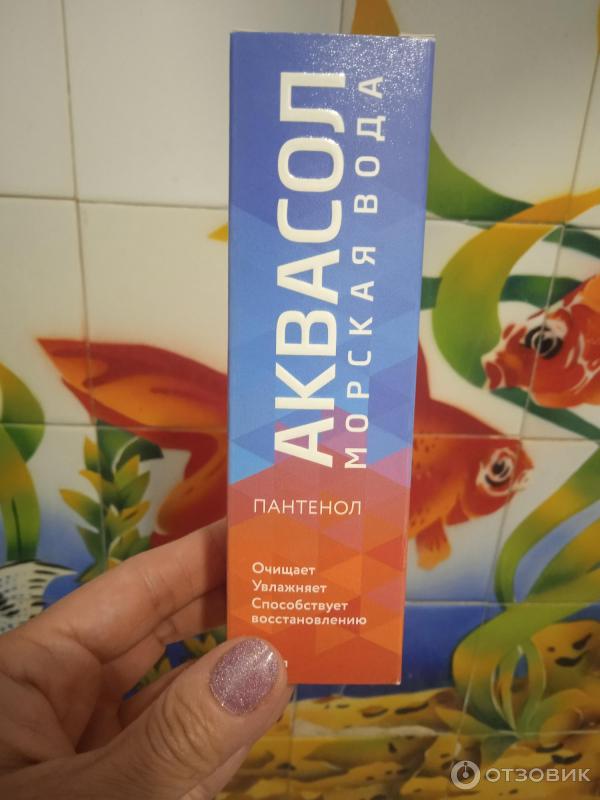 АКВАСОЛ
МОРСКАЯ ВОДА
ПАНТЕНОЛ
Очищает
Увлажняет
Способствует
восстановлению
ОТЗОВИК